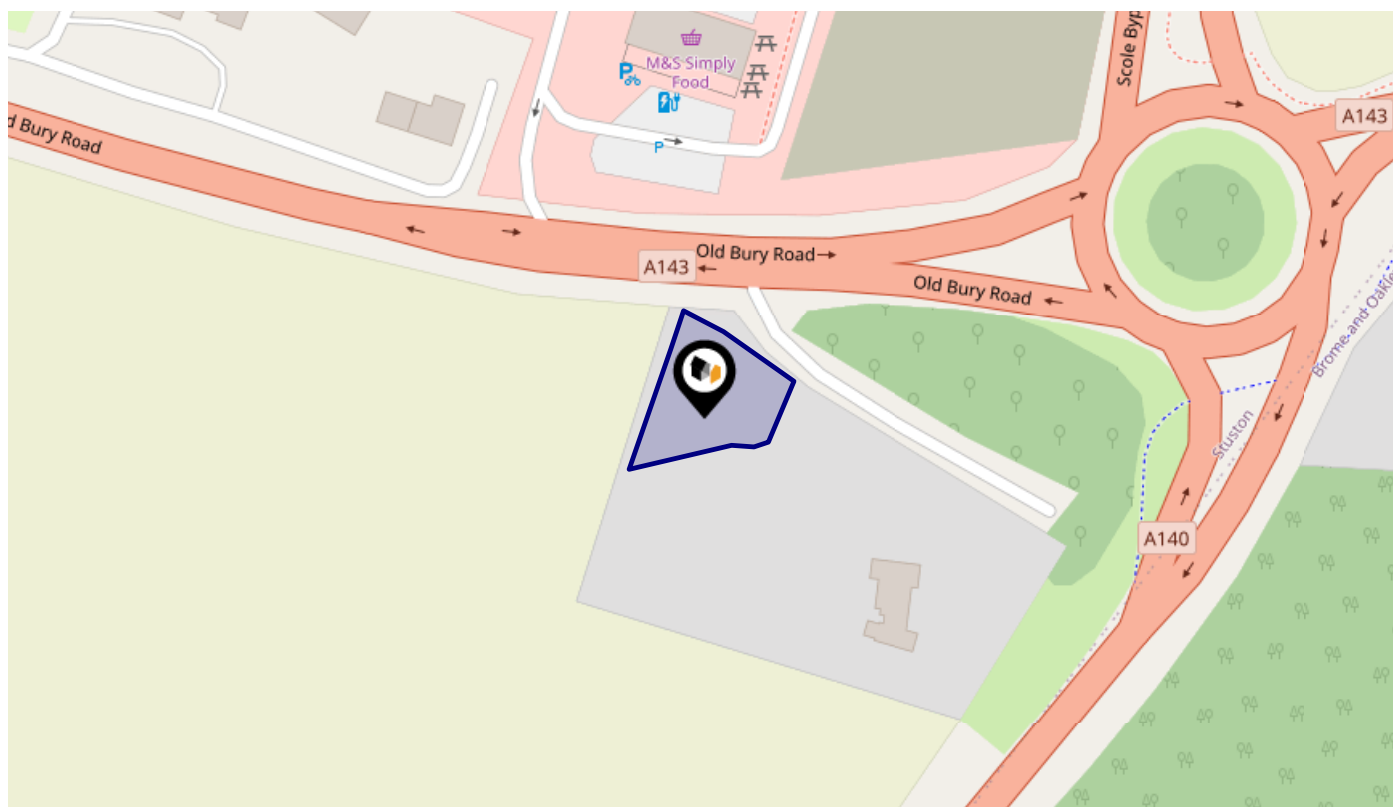 M&S Simply
Food
P
P
Scole Byp
A143
d Bury Road
Old Bury Road
A143
Old Bury Road
Brome and Oakle
Stuston
A140